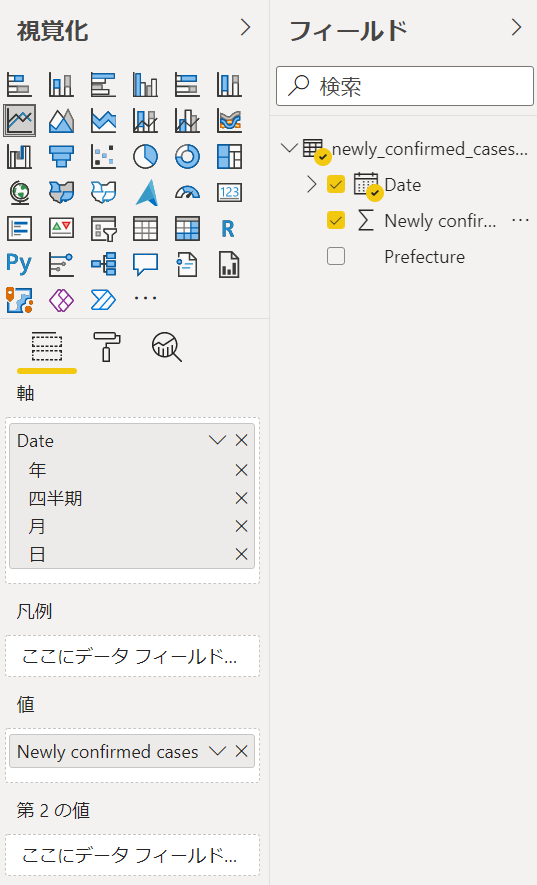 視覚化
123
R
Py
軸
Date
年
四半期
月
日
凡例
ここにデータ フィールド...
値
Newly confirmed cases
第 2 の値
ここにデータ フィールド...
フィールド
検索
newly_confirmed_cases...
Date
Newly confir...
Prefecture